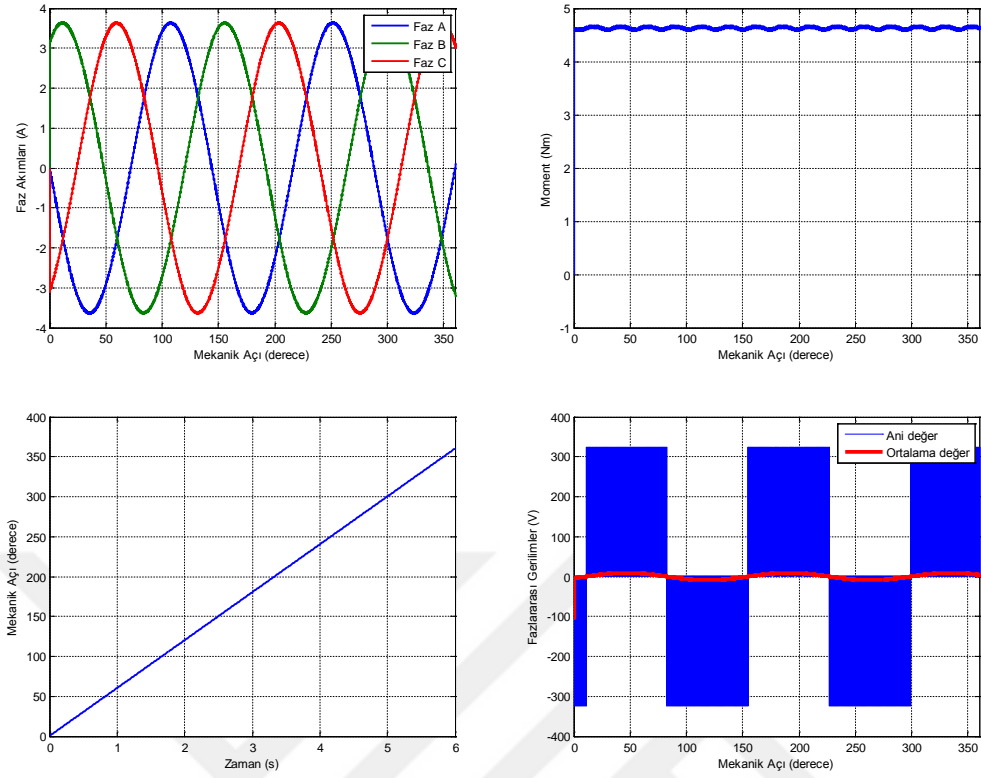 4
3
2
1
0
-1
-2
-3
-4
Faz Akımları (A)
0 50 100 150 200 250 300 350
Mekanik Açı (derece)
Faz A
Faz B
Faz C
5
4
3
2
1
0
-1
Moment (Nm)
0 50 100 150 200 250 300 350
Mekanik Açı (derece)
400
350
300
250
200
150
100
50
0
Mekanik Açı (derece)
0 1 2 3 4 5 6
Zaman (s)
400
300
200
100
0
-100
-200
-300
-400
Fazlararası Gerilimler (V)
0 50 100 150 200 250 300 350
Mekanik Açı (derece)
Ani değer
Ortalama değer